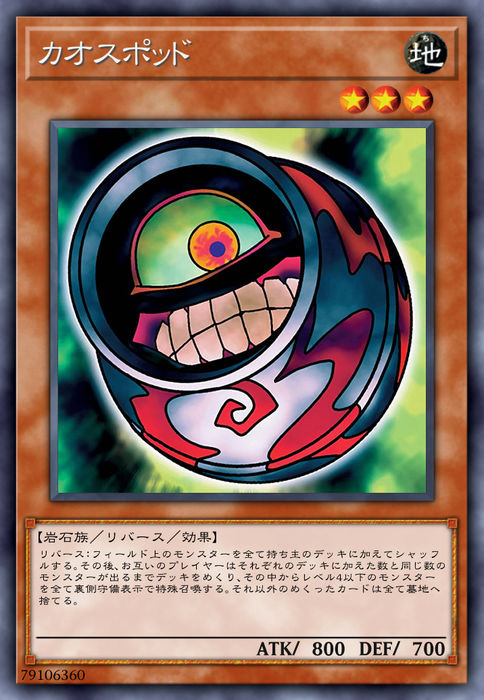 カオスポッド
ち
地
【岩石族／リバース／効果】
リバース：フィールド上のモンスターを全て持ち主のデッキに加えてシャッフ
ルする。その後、お互いのプレイヤーはそれぞれのデッキに加えた数と同じ数の
モンスターが出るまでデッキをめくり、その中からレベル4以下のモンスター
を全て裏側守備表示で特殊召喚する。それ以外のめくったカードは全て墓地へ
捨てる。
ATK/ 800 DEF/ 700
79106360